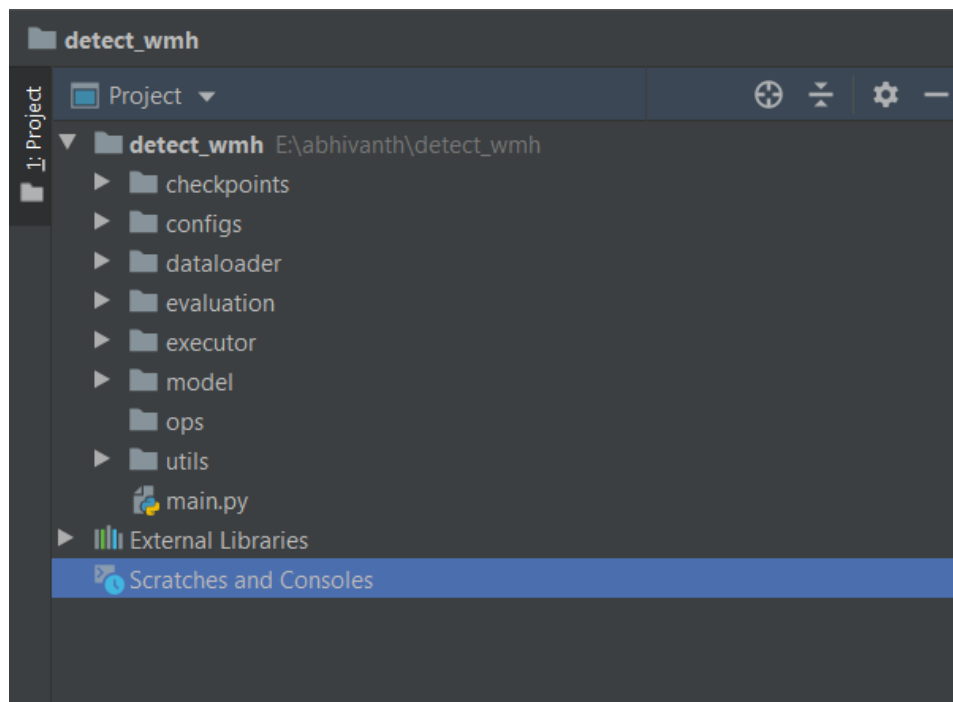 detect_wmh
1: Project
Project
detect_wmh E:\abhivanth\detect_wmh
checkpoints
configs
dataloader
evaluation
executor
model
ops
utils
main.py
External Libraries
Scratches and Consoles